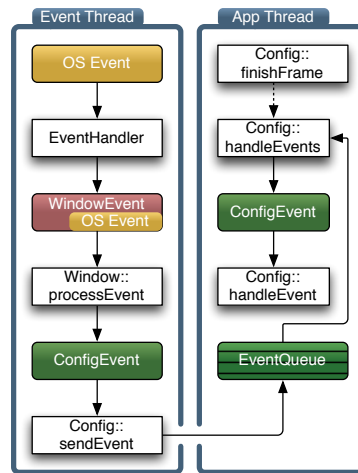 Event Thread
OS Event
EventHandler
WindowEvent
OS Event
Window::
processEvent
ConfigEvent
Config::
sendEvent
App Thread
Config::
finishFrame
Config::
handleEvents
ConfigEvent
Config::
handleEvent
EventQueue